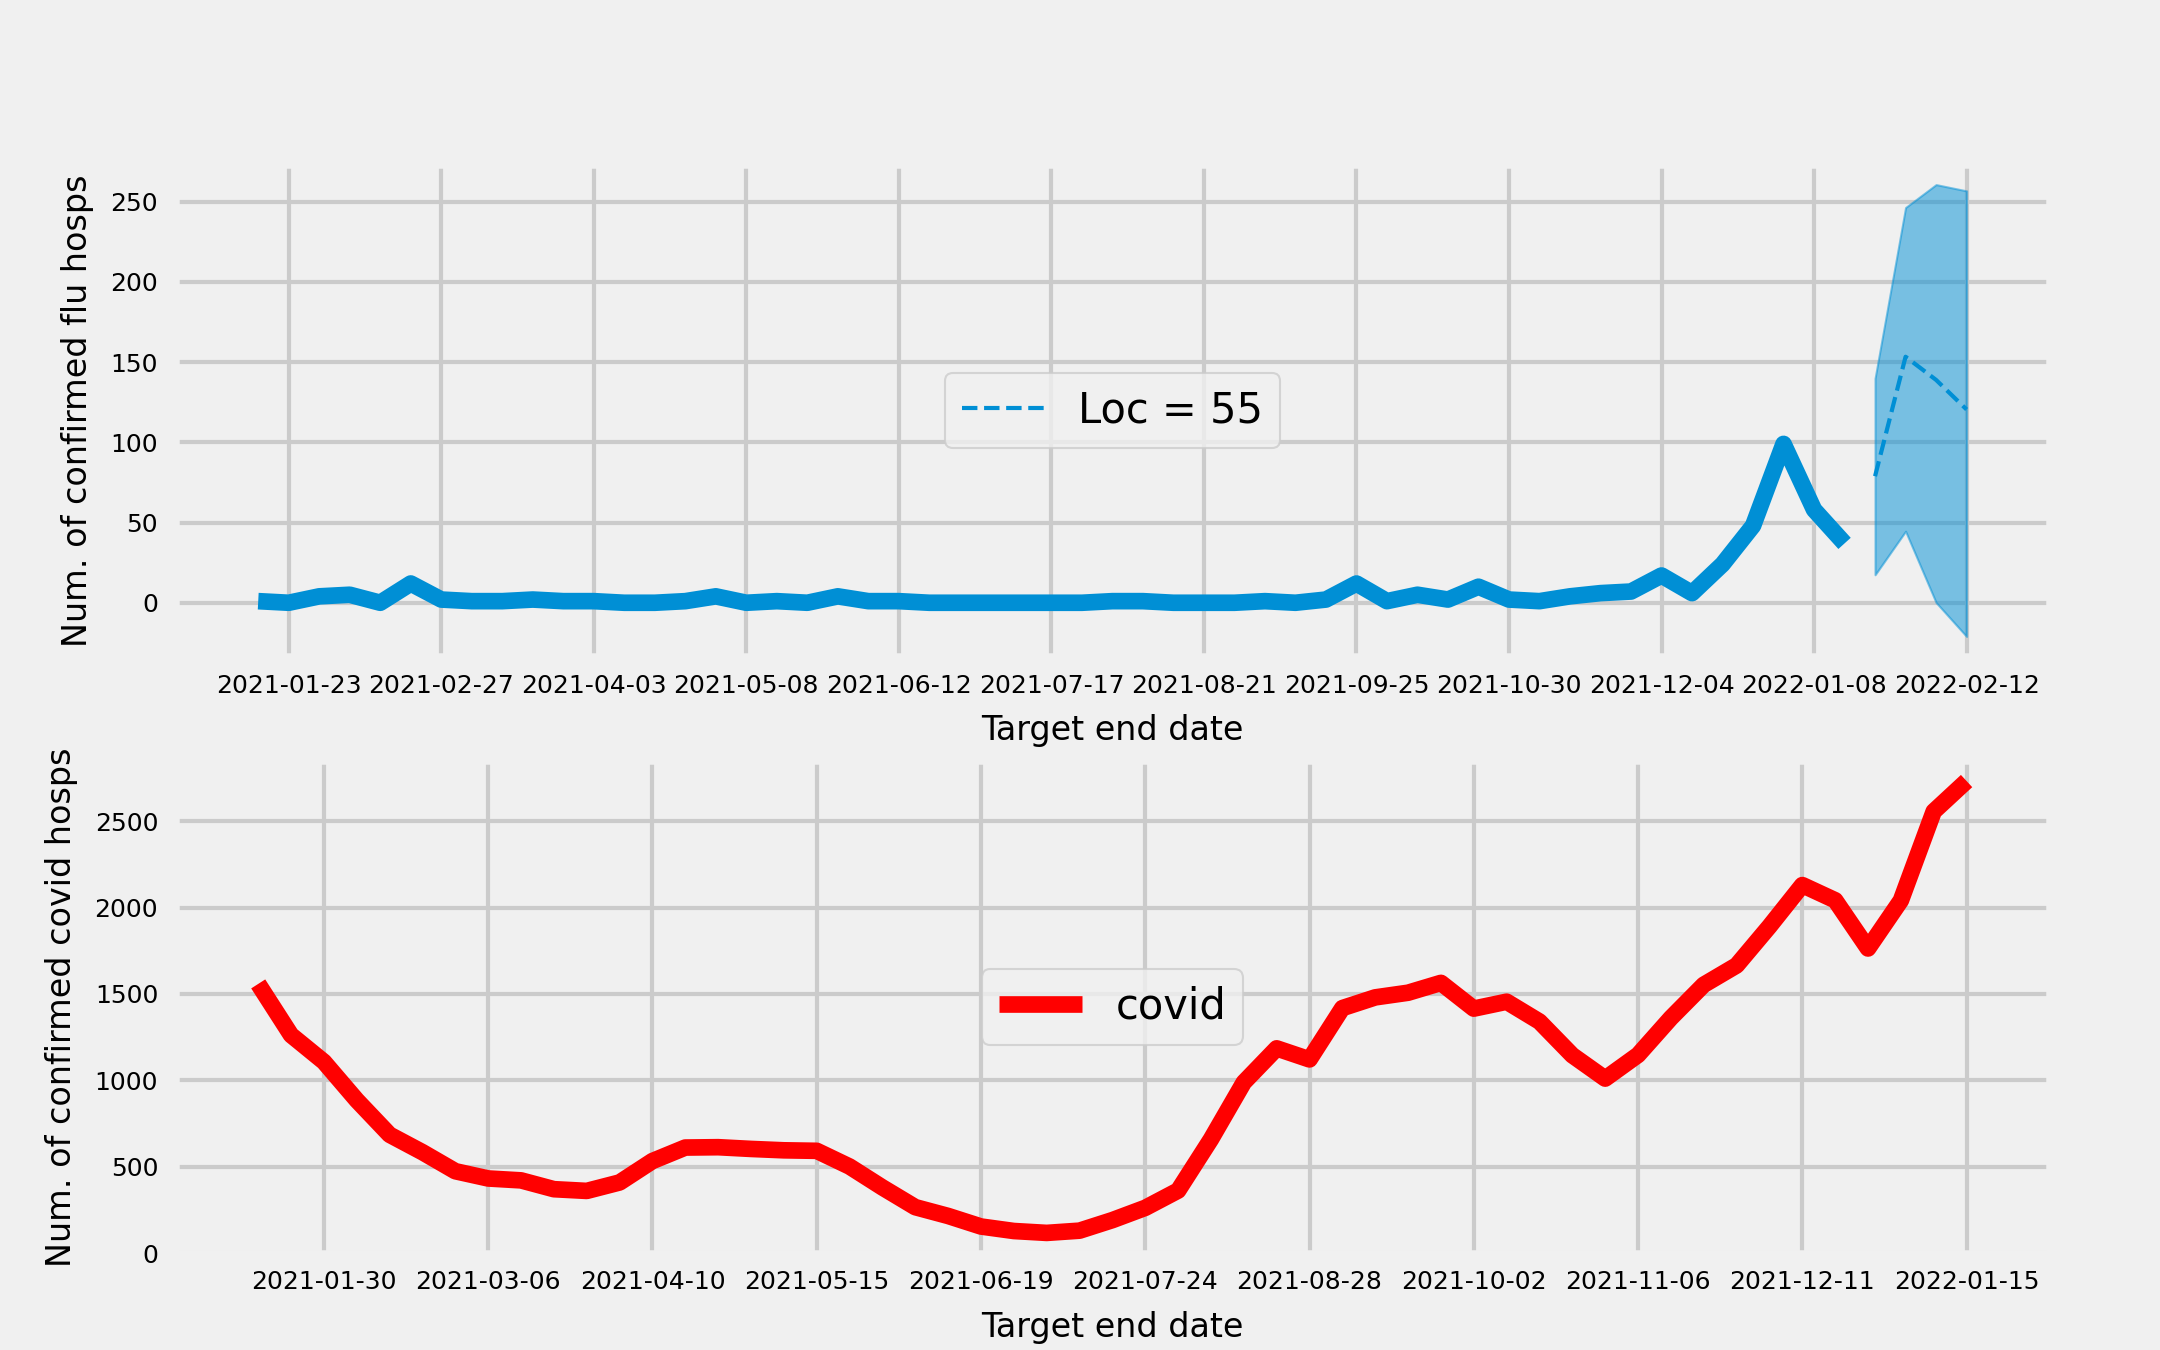 Num. of confirmed flu hosps
250
200
150
100
50
0
Loc = 55
2021-01-23 2021-02-27 2021-04-03 2021-05-08 2021-06-12 2021-07-17 2021-08-21 2021-09-25 2021-10-30 2021-12-04 2022-01-08 2022-02-12
Target end date
Num. of confirmed covid hosps
2500
2000
1500
1000
500
0
covid
2021-01-30 2021-03-06 2021-04-10 2021-05-15 2021-06-19 2021-07-24 2021-08-28 2021-10-02 2021-11-06 2021-12-11 2022-01-15
Target end date